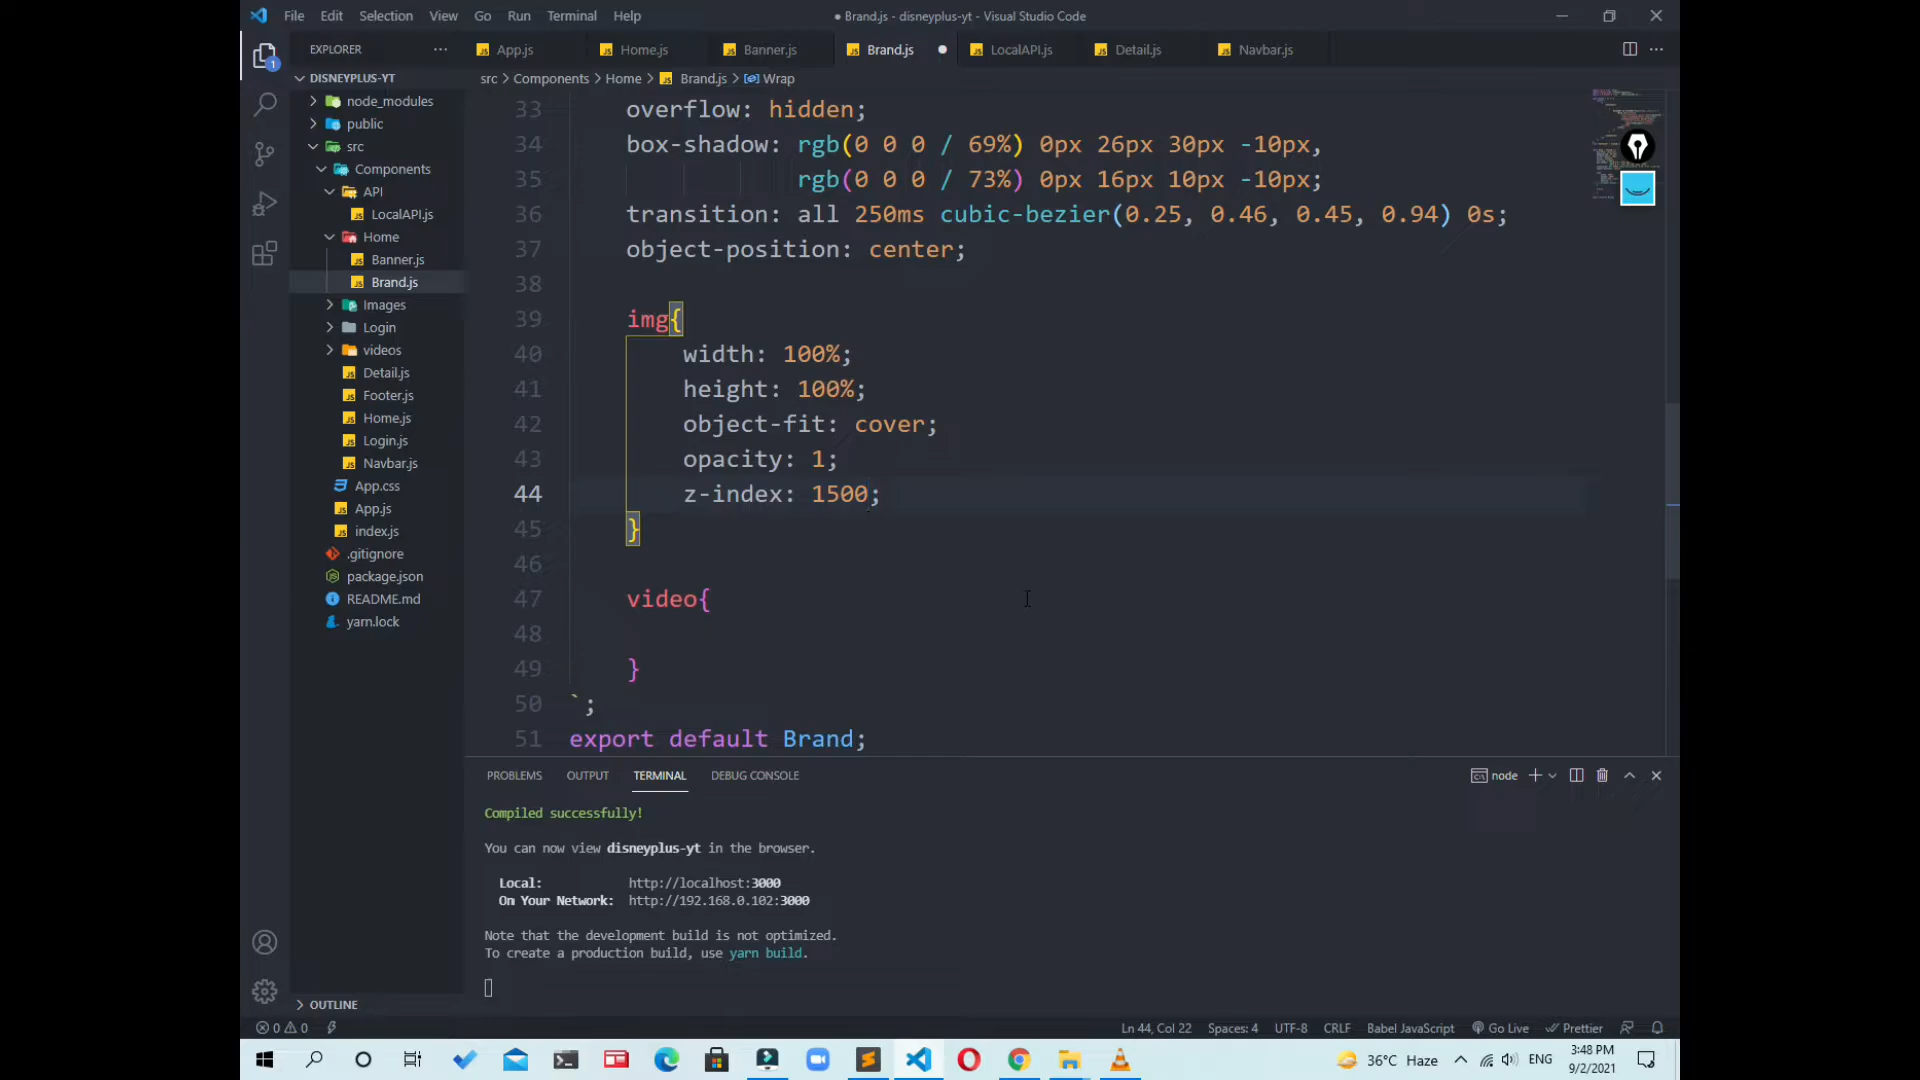 File Edit Selection View Go Run Terminal Help
● Brand.js - disneyplus-yt - Visual Studio Code
EXPLORER ···
App.js Home.js Banner.js Brand.js LocalAPI.js Detail.js Navbar.js
src > Components > Home > Brand.js > Wrap
DISNEYPLUS-YT
node_modules
public
src
Components
API
LocalAPI.js
Home
Banner.js
Brand.js
Images
Login
videos
Detail.js
Footer.js
Home.js
Login.js
Navbar.js
App.css
App.js
index.js
.gitignore
package.json
README.md
yarn.lock
OUTLINE
33 overflow: hidden;
34 box-shadow: rgb(0 0 0 / 69%) 0px 26px 30px -10px,
35 rgb(0 0 0 / 73%) 0px 16px 10px -10px;
36 transition: all 250ms cubic-bezier(0.25, 0.46, 0.45, 0.94) 0s;
37 object-position: center;
38
39 img{
40 width: 100%;
41 height: 100%;
42 object-fit: cover;
43 opacity: 1;
44 z-index: 1500;
45 }
46
47 video{
48
49 }
50 `;
51 export default Brand;
PROBLEMS OUTPUT TERMINAL DEBUG CONSOLE
node
Compiled successfully!
You can now view disneyplus-yt in the browser.
Local: http://localhost:3000
On Your Network: http://192.168.0.102:3000
Note that the development build is not optimized.
To create a production build, use yarn build.
0 0
Ln 44, Col 22 Spaces: 4 UTF-8 CRLF Babel JavaScript Go Live Prettier
36°C Haze ENG
3:48 PM
9/2/2021